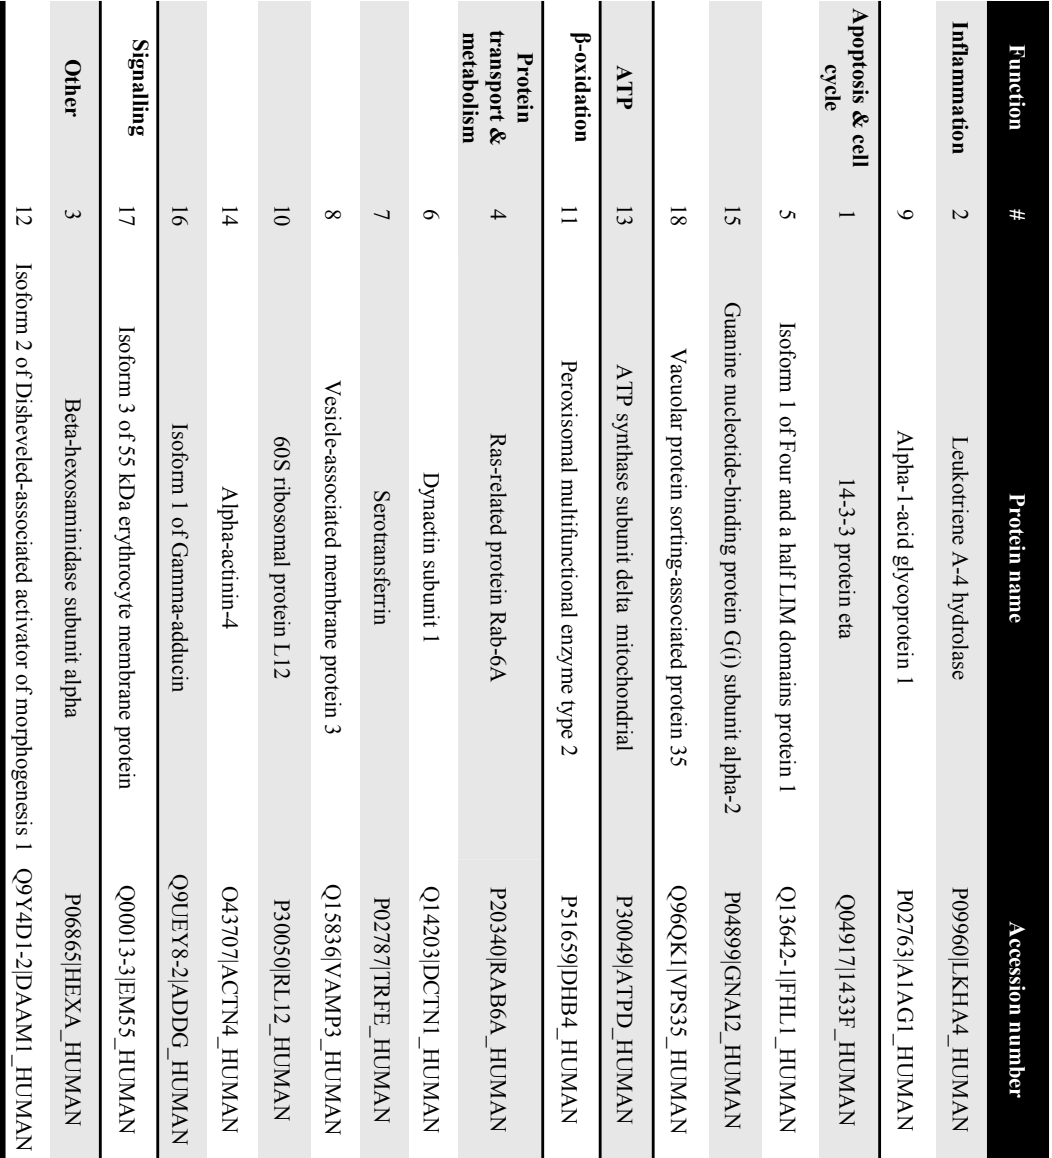 Function # Protein name Accession number
Inflammation 2 Leukotriene A-4 hydrolase P09960|LKHA4_HUMAN
9 Alpha-1-acid glycoprotein 1 P02763|A1AG1_HUMAN
Apoptosis & cell
cycle 1 14-3-3 protein eta Q04917|1433F_HUMAN
5 Isoform 1 of Four and a half LIM domains protein 1 Q13642-1|FHL1_HUMAN
15 Guanine nucleotide-binding protein G(i) subunit alpha-2 P04899|GNAI2_HUMAN
18 Vacuolar protein sorting-associated protein 35 Q96QK1|VPS35_HUMAN
ATP 13 ATP synthase subunit delta mitochondrial P30049|ATPD_HUMAN
β-oxidation 11 Peroxisomal multifunctional enzyme type 2 P51659|DHB4_HUMAN
Protein
transport &
metabolism 4 Ras-related protein Rab-6A P20340|RAB6A_HUMAN
6 Dynactin subunit 1 Q14203|DCTN1_HUMAN
7 Serotransferrin P02787|TRFE_HUMAN
8 Vesicle-associated membrane protein 3 Q15836|VAMP3_HUMAN
10 60S ribosomal protein L12 P30050|RL12_HUMAN
14 Alpha-actinin-4 O43707|ACTN4_HUMAN
16 Isoform 1 of Gamma-adducin Q9UEY8-2|ADDG_HUMAN
Signalling 17 Isoform 3 of 55 kDa erythrocyte membrane protein Q00013-3|EM55_HUMAN
Other 3 Beta-hexosaminidase subunit alpha P06865|HEXA_HUMAN
12 Isoform 2 of Disheveled-associated activator of morphogenesis 1 Q9Y4D1-2|DAAM1_HUMAN